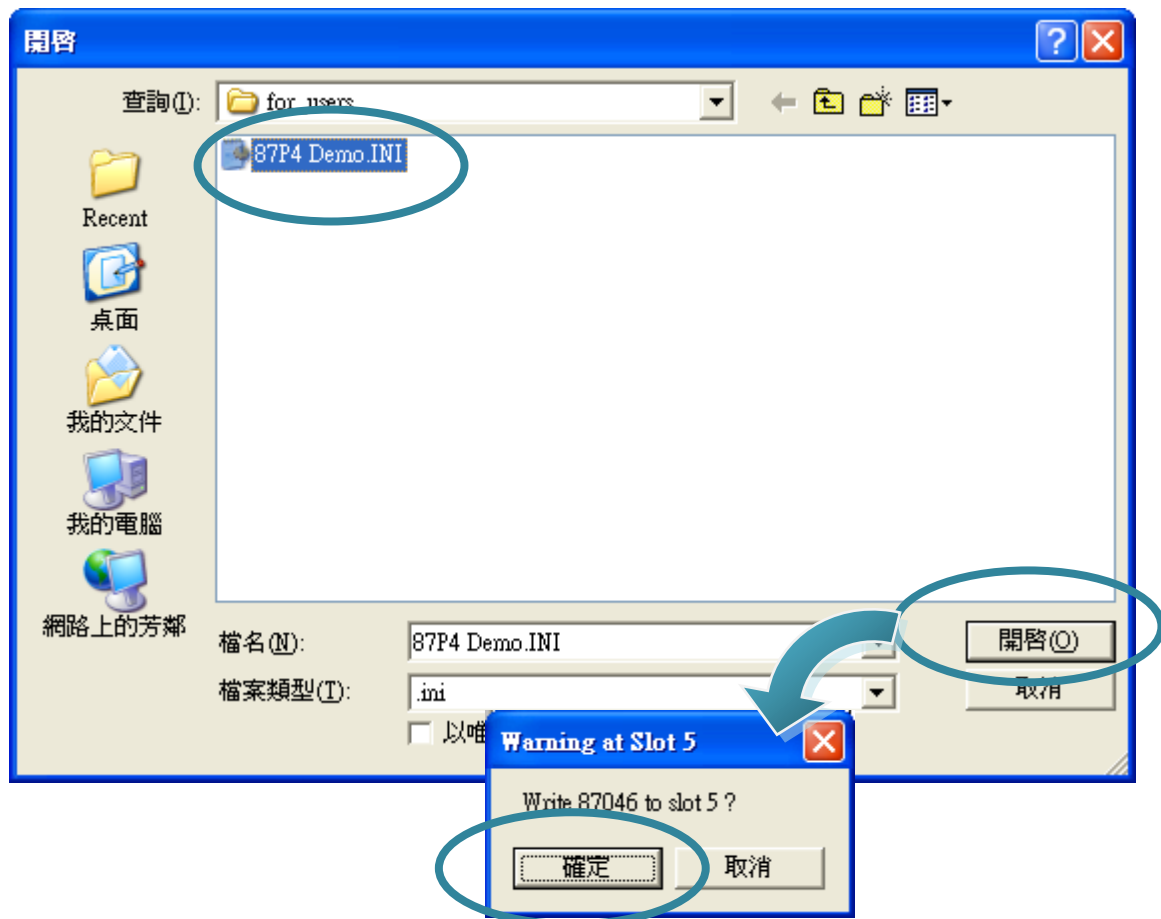 開啓
查詢(I):
for_users
87P4 Demo.INI
Recent
桌面
我的文件
我的電腦
網路上的芳鄰
檔名(N):
87P4 Demo.INI
開啓(O)
檔案類型(T):
.ini
取消
以唯
Warning at Slot 5
Write 87046 to slot 5 ?
確定
取消